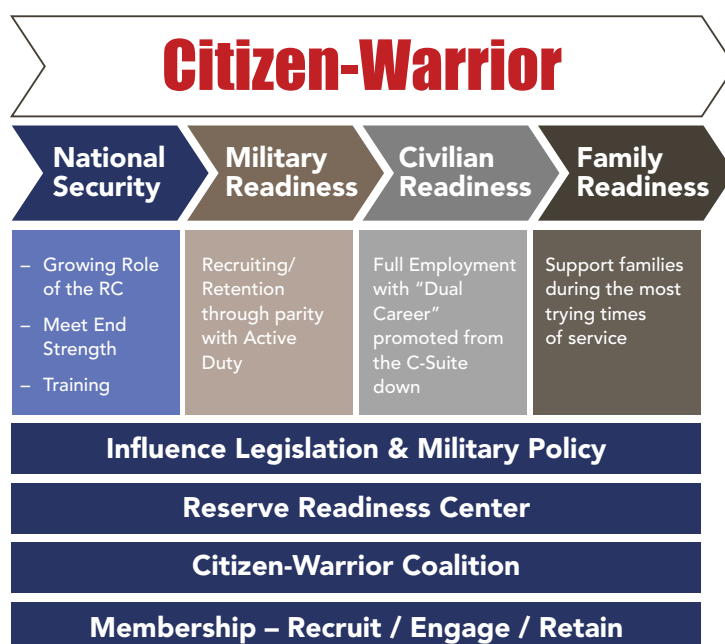 Citizen-Warrior
National
Security
Military
Readiness
Civilian
Readiness
Family
Readiness
– Growing Role
of the RC
– Meet End
Strength
– Training
Recruiting/
Retention
through parity
with Active
Duty
Full Employment
with “Dual
Career”
promoted from
the C-Suite
down
Support families
during the most
trying times
of service
Influence Legislation & Military Policy
Reserve Readiness Center
Citizen-Warrior Coalition
Membership – Recruit / Engage / Retain